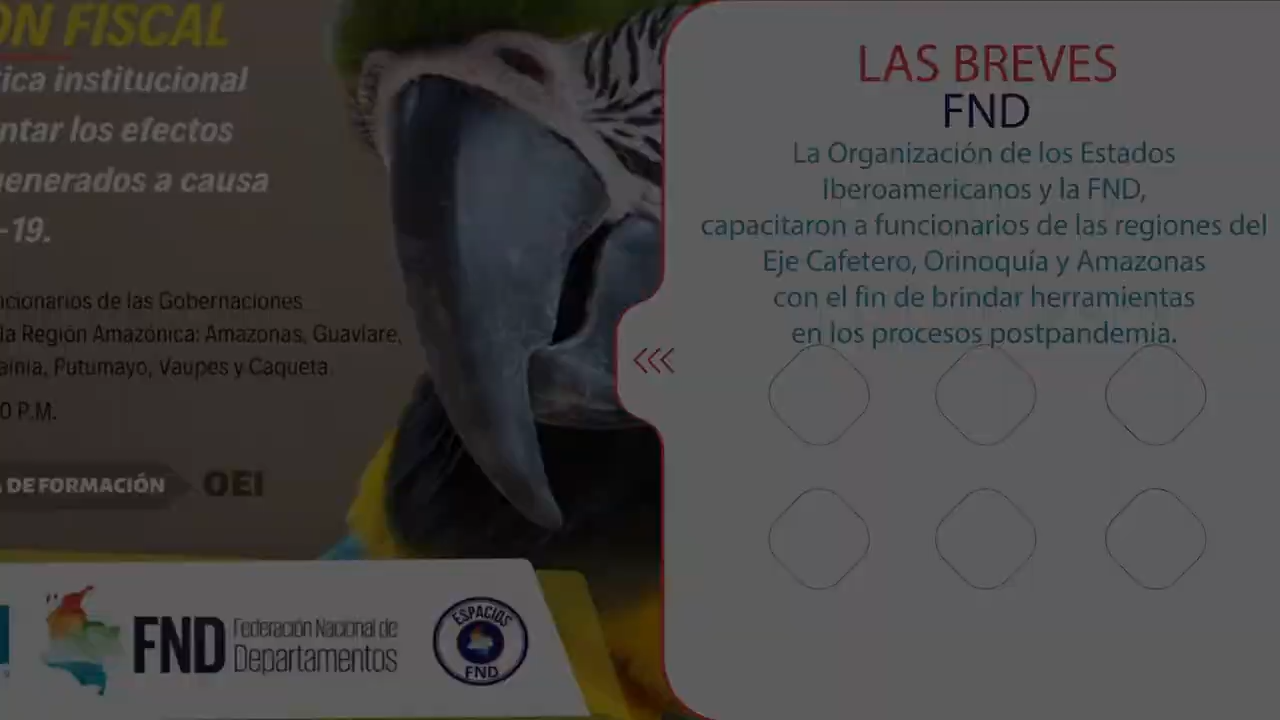 ON FISCAL
tica institucional
ntar los efectos
generados a causa
-19.
ncionarios de las Gobernaciones
la Región Amazónica: Amazonas, Guaviare,
ainia, Putumayo, Vaupes y Caqueta
0 P.M.
A DE FORMACIÓN
OEI
FND
Federación Nacional de
Departamentos
ESPACIOS
FND
LAS BREVES
FND
La Organización de los Estados
Iberoamericanos y la FND,
capacitaron a funcionarios de las regiones del
Eje Cafetero, Orinoquía y Amazonas
con el fin de brindar herramientas
en los procesos postpandemia.